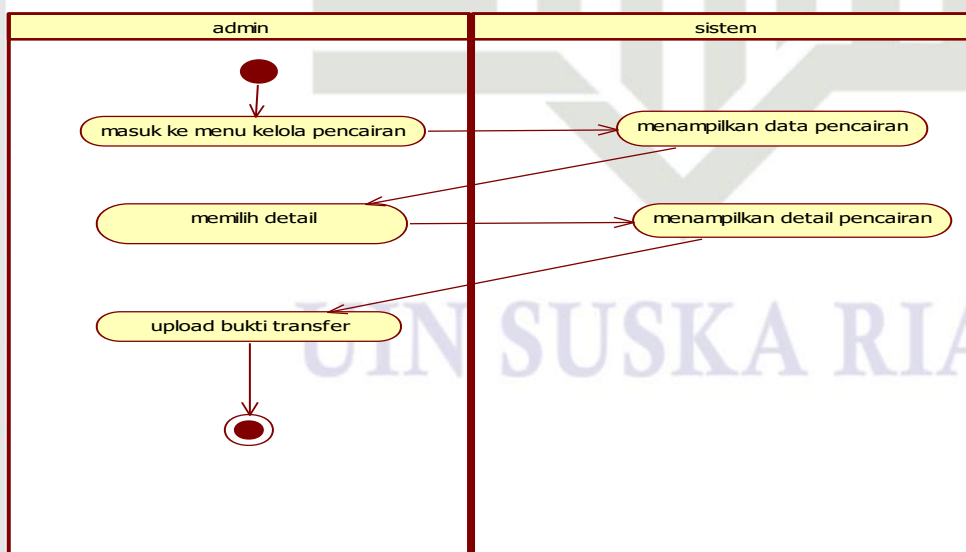 admin
sistem
masuk ke menu kelola pencairan
menampilkan data pencairan
memilih detail
menampilkan detail pencairan
upload bukti transfer
UIN SUSKA RIA